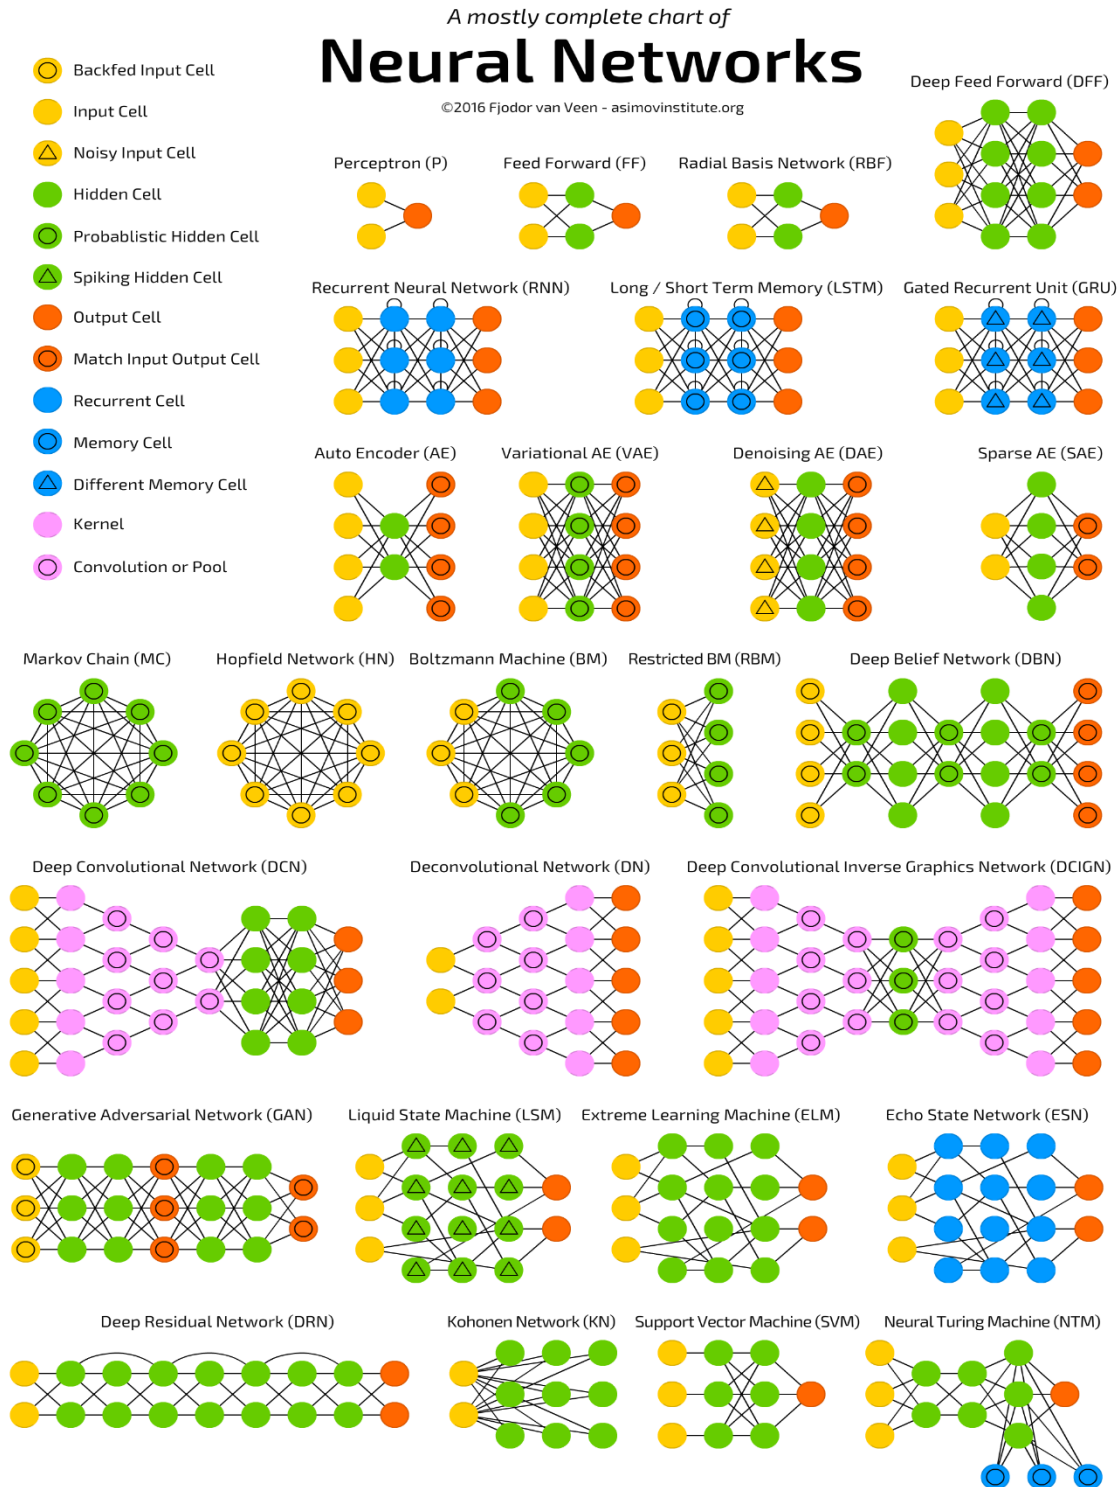 A mostly complete chart of
Neural Networks
©2016 Fjodor van Veen - asimovinstitute.org
Backfed Input Cell
Input Cell
Noisy Input Cell
Hidden Cell
Probablistic Hidden Cell
Spiking Hidden Cell
Output Cell
Match Input Output Cell
Recurrent Cell
Memory Cell
Different Memory Cell
Kernel
Convolution or Pool
Deep Feed Forward (DFF)
Perceptron (P)
Feed Forward (FF)
Radial Basis Network (RBF)
Recurrent Neural Network (RNN)
Long / Short Term Memory (LSTM)
Gated Recurrent Unit (GRU)
Auto Encoder (AE)
Variational AE (VAE)
Denoising AE (DAE)
Sparse AE (SAE)
Markov Chain (MC)
Hopfield Network (HN)
Boltzmann Machine (BM)
Restricted BM (RBM)
Deep Belief Network (DBN)
Deep Convolutional Network (DCN)
Deconvolutional Network (DN)
Deep Convolutional Inverse Graphics Network (DCIGN)
Generative Adversarial Network (GAN)
Liquid State Machine (LSM)
Extreme Learning Machine (ELM)
Echo State Network (ESN)
Deep Residual Network (DRN)
Kohonen Network (KN)
Support Vector Machine (SVM)
Neural Turing Machine (NTM)